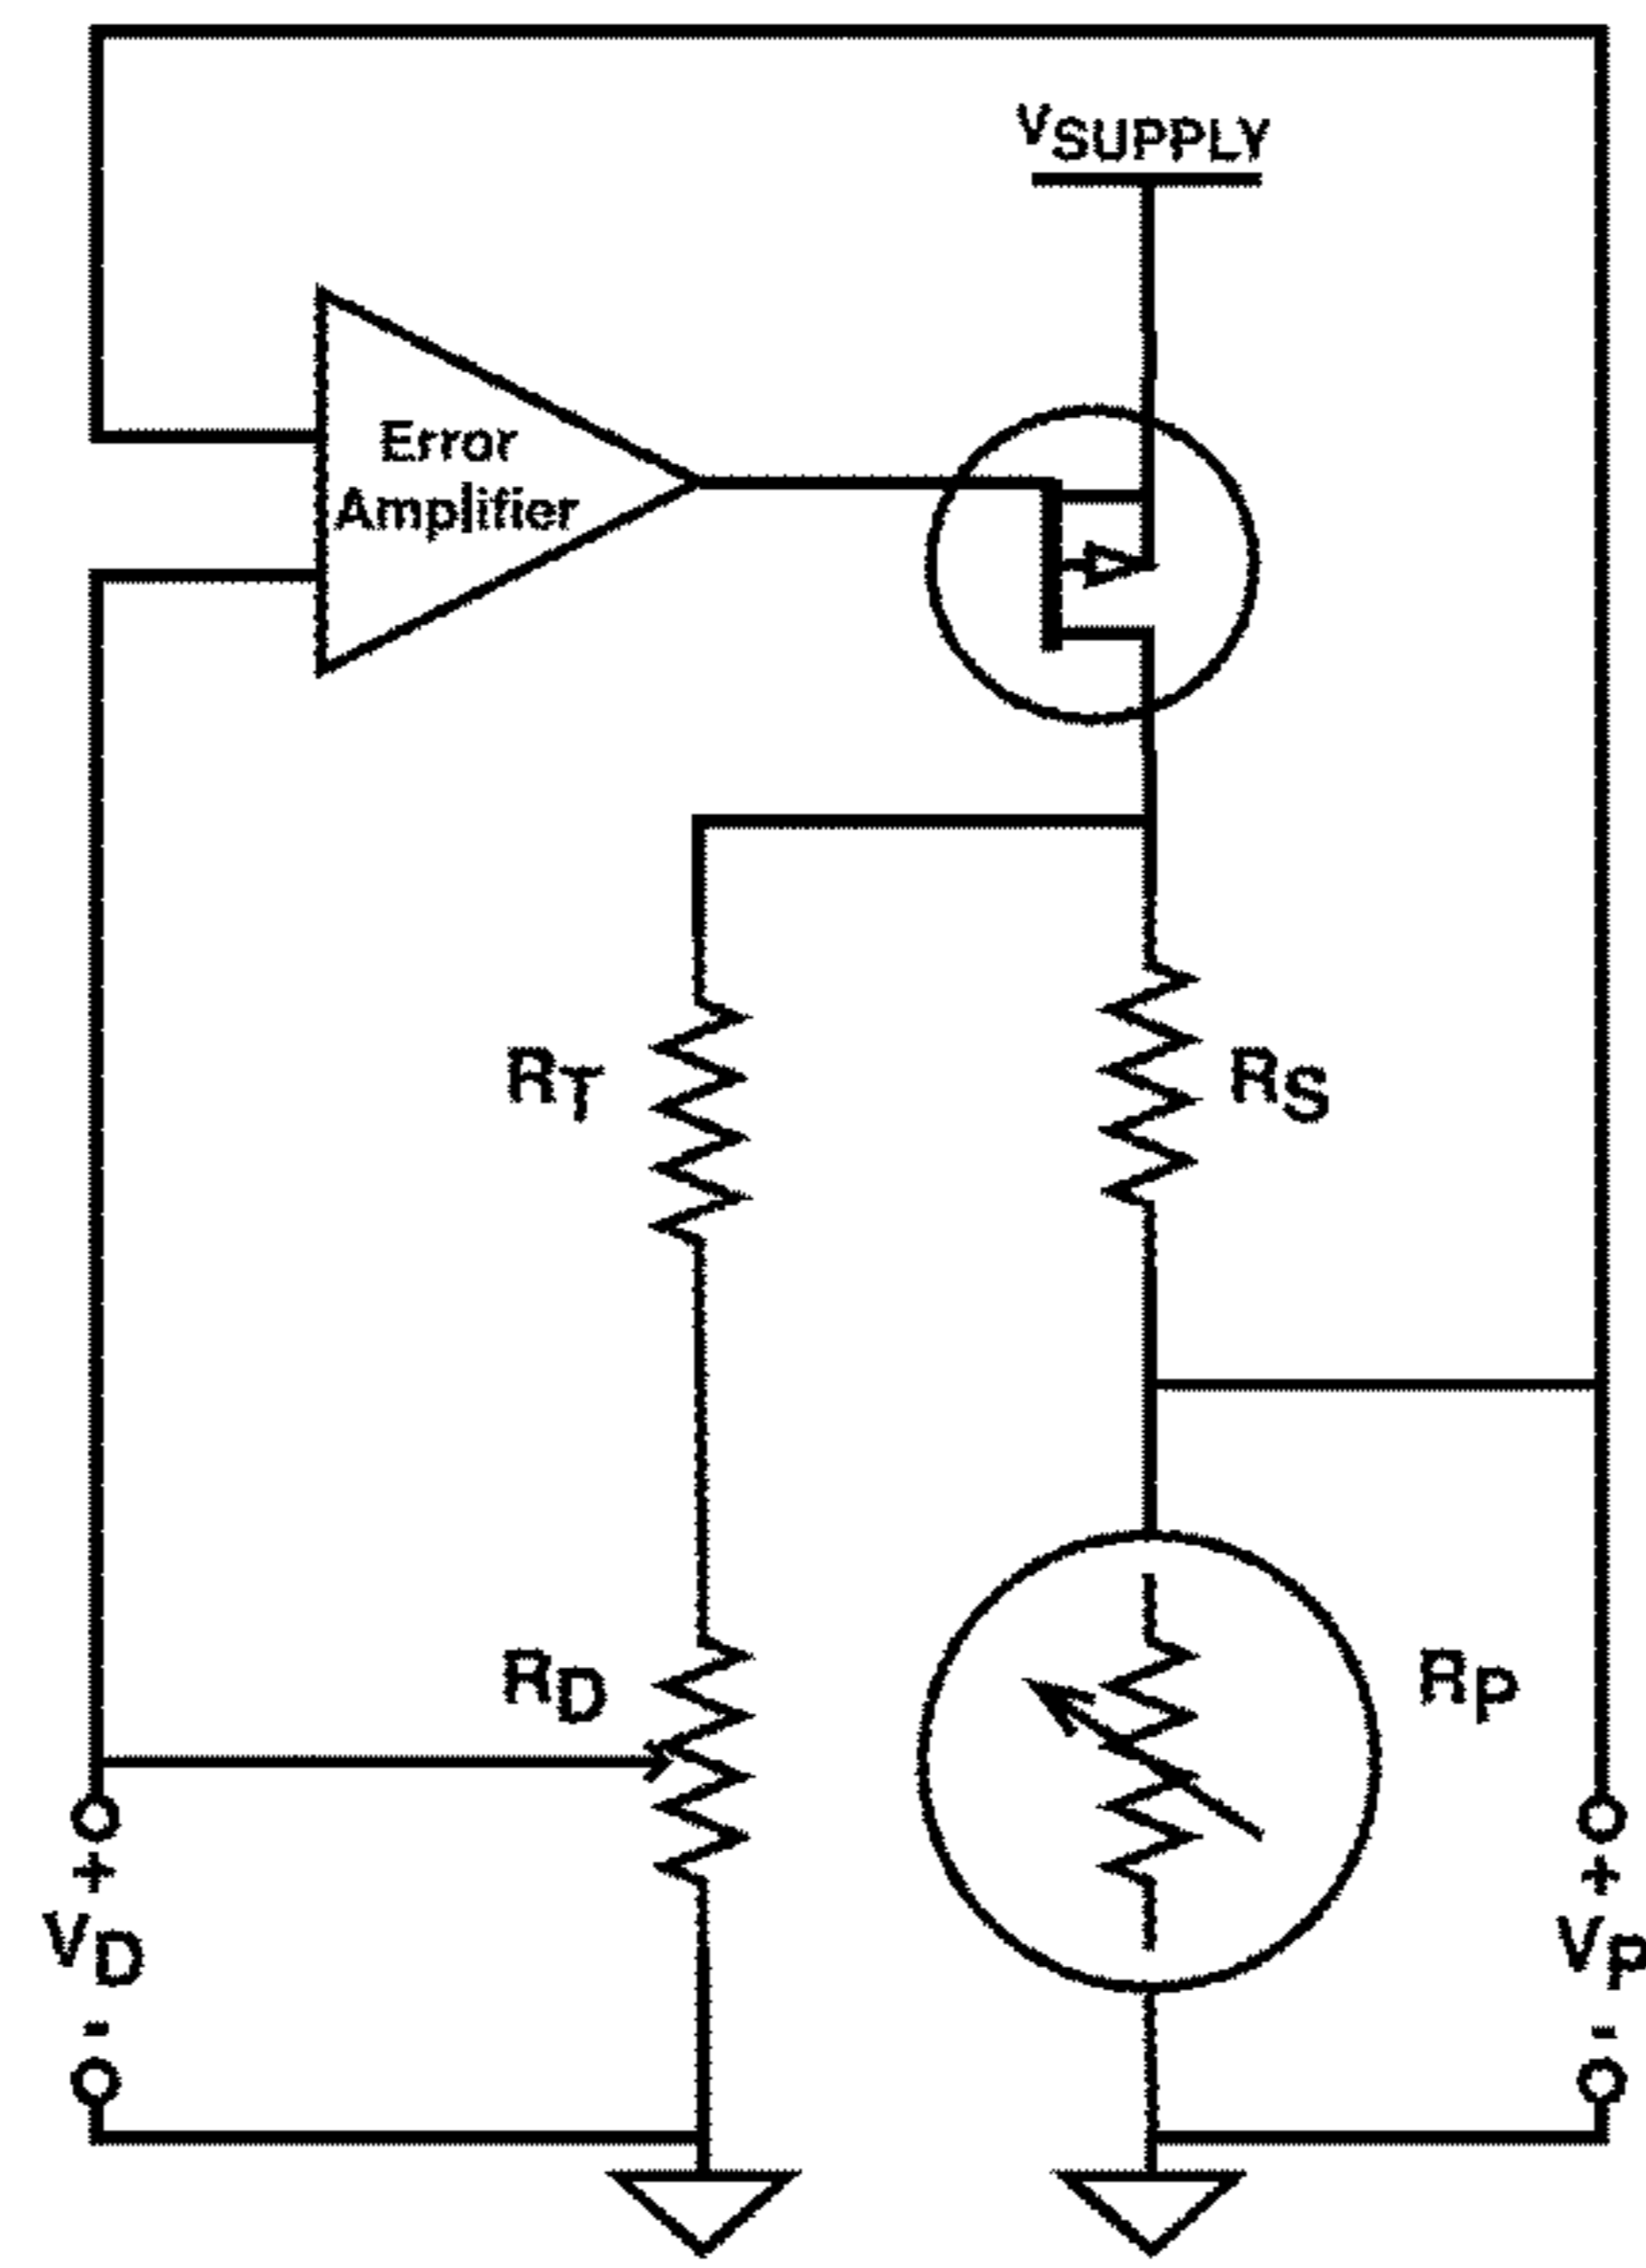 VSUPPLY
Error
Amplifier
RT
RS
RD
RP
+
VD
-
+
VP
-